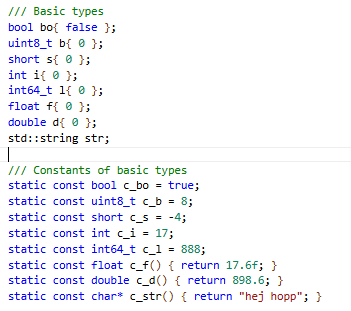 /// Basic types
bool bo{ false };
uint8_t b{ 0 };
short s{ 0 };
int i{ 0 };
int64_t l{ 0 };
float f{ 0 };
double d{ 0 };
std::string str;
/// Constants of basic types
static const bool c_bo = true;
static const uint8_t c_b = 8;
static const short c_s = -4;
static const int c_i = 17;
static const int64_t c_l = 888;
static const float c_f() { return 17.6f; }
static const double c_d() { return 898.6; }
static const char* c_str() { return "hej hopp"; }